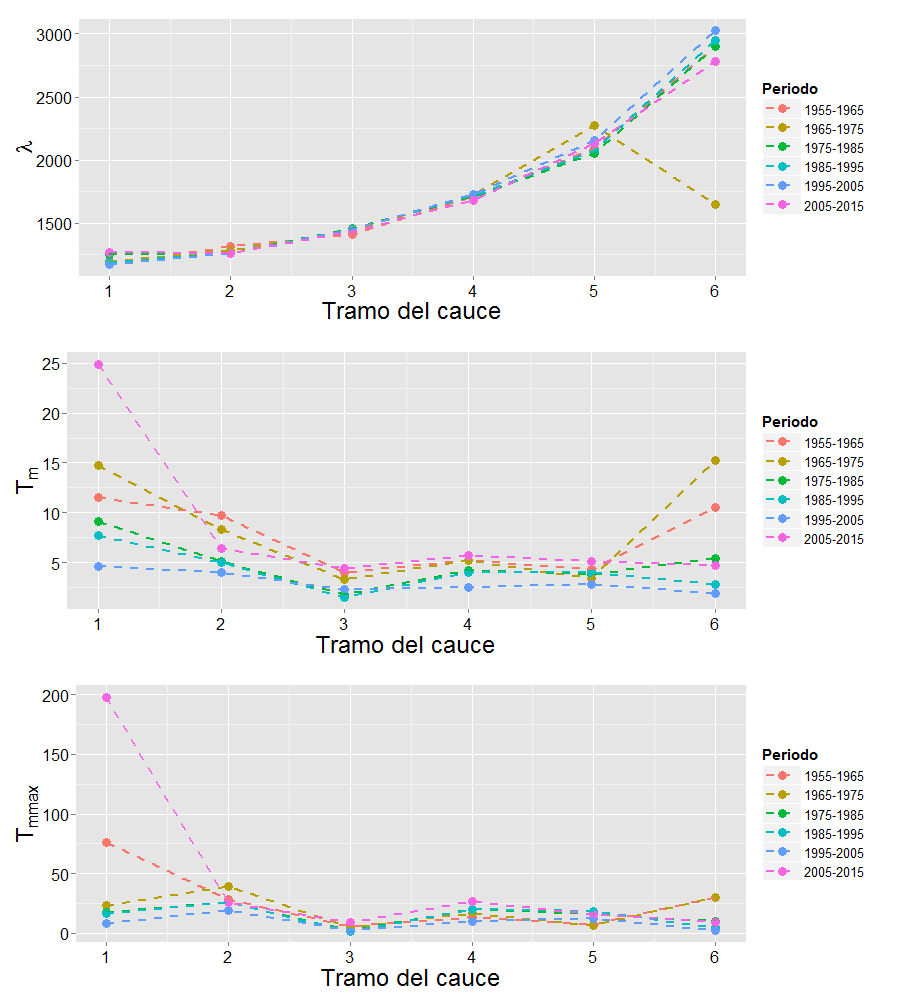 3000
2500
2000
1500
λ
1 2 3 4 5 6
Tramo del cauce
Periodo
1955-1965
1965-1975
1975-1985
1985-1995
1995-2005
2005-2015
25
20
15
10
5
Tm
1 2 3 4 5 6
Tramo del cauce
Periodo
1955-1965
1965-1975
1975-1985
1985-1995
1995-2005
2005-2015
200
150
100
50
0
Tmmax
1 2 3 4 5 6
Tramo del cauce
Periodo
1955-1965
1965-1975
1975-1985
1985-1995
1995-2005
2005-2015